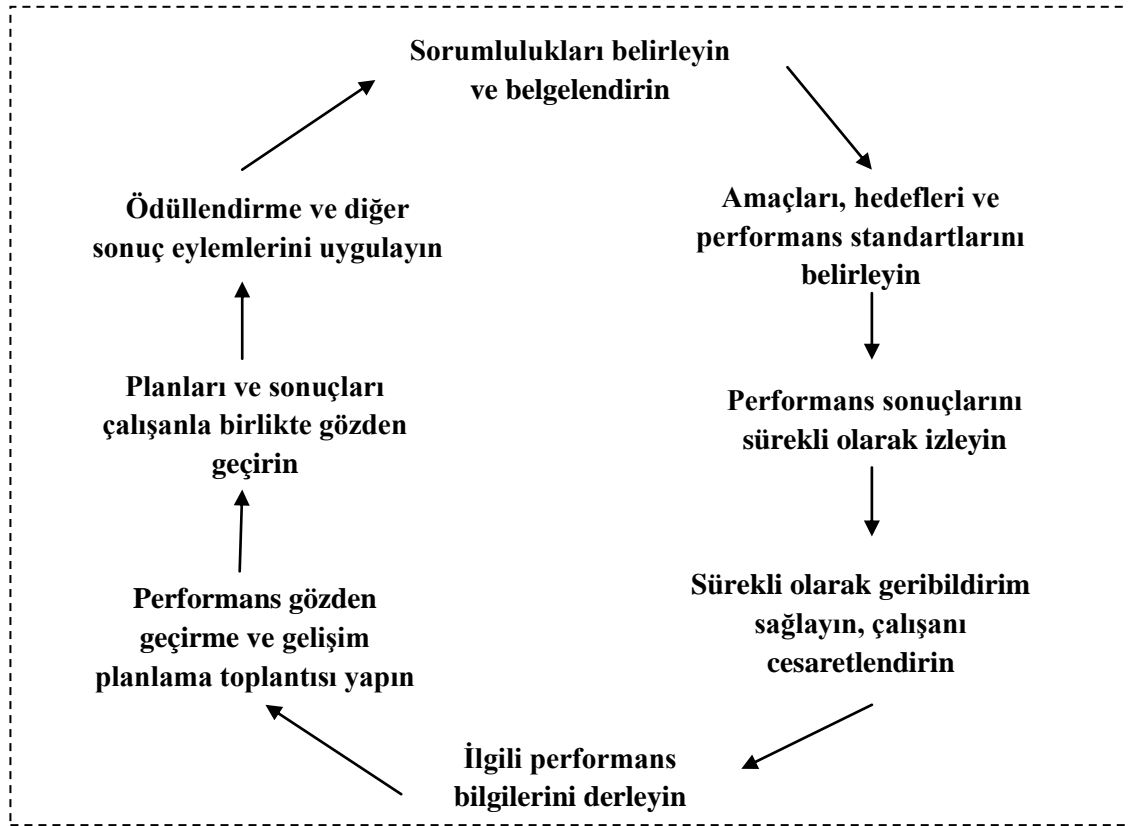 Sorumlulukları belirleyin
ve belgelendirin
Amaçları, hedefleri ve
performans standartlarını
belirleyin
Performans sonuçlarını
sürekli olarak izleyin
Sürekli olarak geribildirim
sağlayın, çalışanı
cesaretlendirin
İlgili performans
bilgilerini derleyin
Performans gözden
geçirme ve gelişim
planlama toplantısı yapın
Planları ve sonuçları
çalışanla birlikte gözden
geçirin
Ödüllendirme ve diğer
sonuç eylemlerini uygulayın